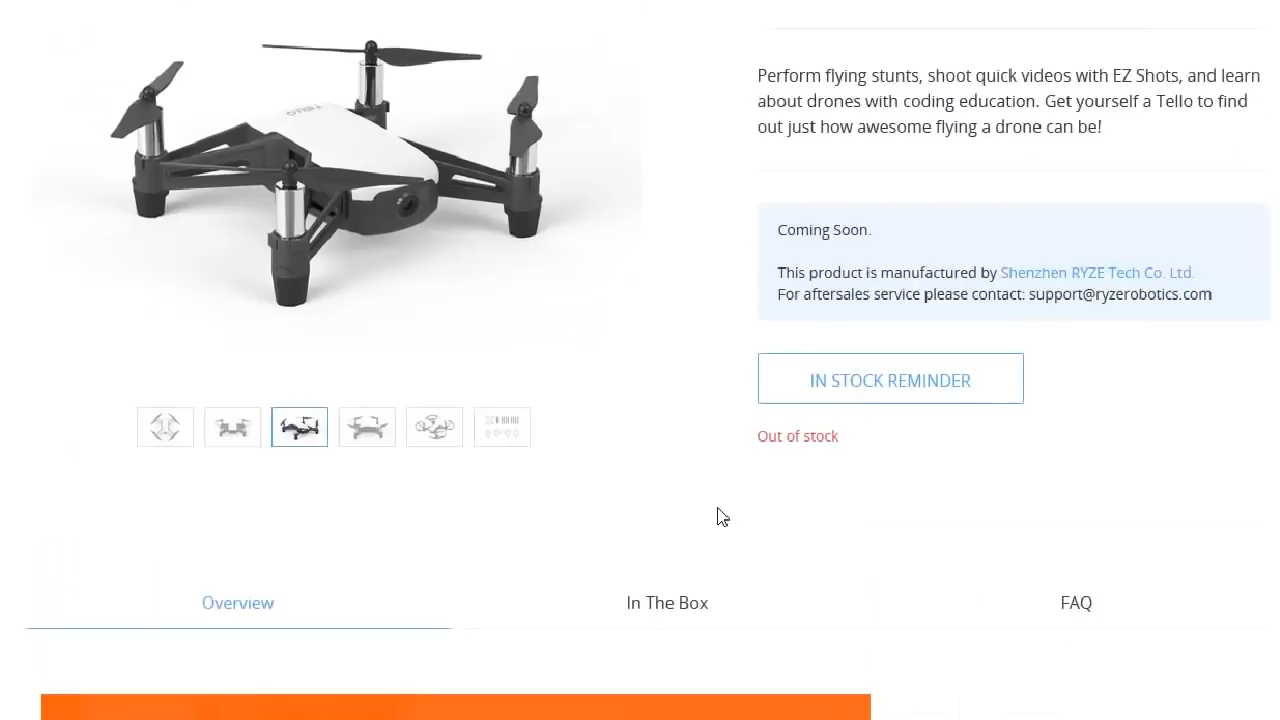 TELLO
Perform flying stunts, shoot quick videos with EZ Shots, and learn
about drones with coding education. Get yourself a Tello to find
out just how awesome flying a drone can be!
Coming Soon.
This product is manufactured by Shenzhen RYZE Tech Co. Ltd.
For aftersales service please contact: support@ryzerobotics.com
IN STOCK REMINDER
Out of stock
Overview
In The Box
FAQ